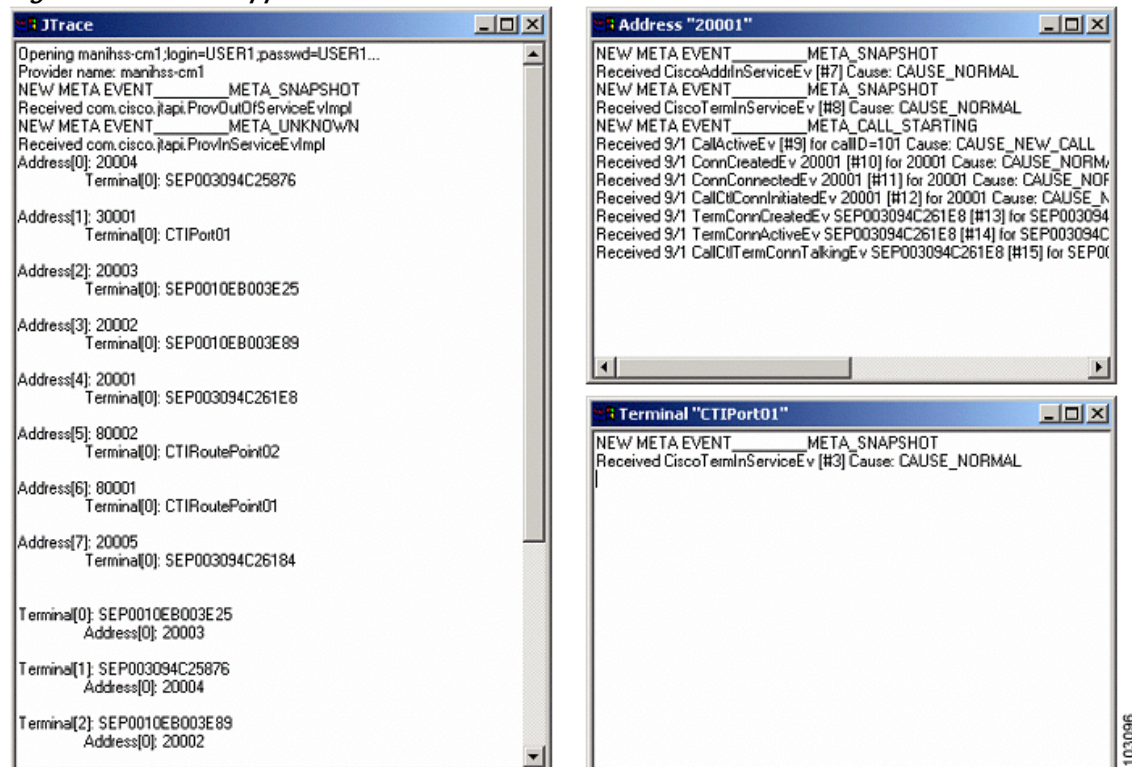 JTrace
Opening manihss-cm1;login=USER1;passwd=USER1...
Provider name: manihss-cm1
NEW META EVENT_________META_SNAPSHOT
Received com.cisco.jtapi.ProvOutOfServiceEvImpl
NEW META EVENT_________META_UNKNOWN
Received com.cisco.jtapi.ProvInServiceEvImpl
Address[0]: 20004
Terminal[0]: SEP003094C25876
Address[1]: 30001
Terminal[0]: CTIPort01
Address[2]: 20003
Terminal[0]: SEP0010EB003E25
Address[3]: 20002
Terminal[0]: SEP0010EB003E89
Address[4]: 20001
Terminal[0]: SEP003094C261E8
Address[5]: 80002
Terminal[0]: CTIRoutePoint02
Address[6]: 80001
Terminal[0]: CTIRoutePoint01
Address[7]: 20005
Terminal[0]: SEP003094C26184
Terminal[0]: SEP0010EB003E25
Address[0]: 20003
Terminal[1]: SEP003094C25876
Address[0]: 20004
Terminal[2]: SEP0010EB003E89
Address[0]: 20002
Address "20001"
NEW META EVENT_________META_SNAPSHOT
Received CiscoAddrInServiceEv [#7] Cause: CAUSE_NORMAL
NEW META EVENT_________META_SNAPSHOT
Received CiscoTermInServiceEv [#8] Cause: CAUSE_NORMAL
NEW META EVENT_________META_CALL_STARTING
Received 9/1 CallActiveEv [#9] for callID=101 Cause: CAUSE_NEW_CALL
Received 9/1 ConnCreatedEv 20001 [#10] for 20001 Cause: CAUSE_NORM
Received 9/1 ConnConnectedEv 20001 [#11] for 20001 Cause: CAUSE_NOR
Received 9/1 CallCtlConnInitiatedEv 20001 [#12] for 20001 Cause: CAUSE_N
Received 9/1 TermConnCreatedEv SEP003094C261E8 [#13] for SEP003094
Received 9/1 TermConnActiveEv SEP003094C261E8 [#14] for SEP003094C
Received 9/1 CallCtlTermConnTalkingEv SEP003094C261E8 [#15] for SEP00
Terminal "CTIPort01"
NEW META EVENT_________META_SNAPSHOT
Received CiscoTermInServiceEv [#3] Cause: CAUSE_NORMAL
103096